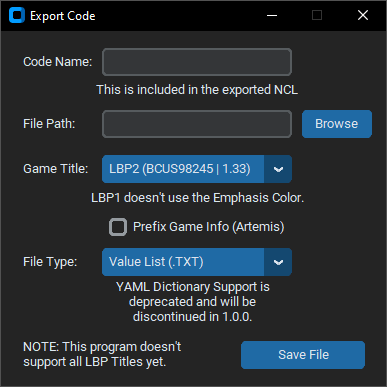 Export Code
Code Name:
This is included in the exported NCL
File Path:
Browse
Game Title:
LBP2 (BCUS98245 | 1.33)
LBP1 doesn't use the Emphasis Color.
Prefix Game Info (Artemis)
File Type:
Value List (.TXT)
YAML Dictionary Support is
deprecated and will be
discontinued in 1.0.0.
NOTE: This program doesn't
support all LBP Titles yet.
Save File